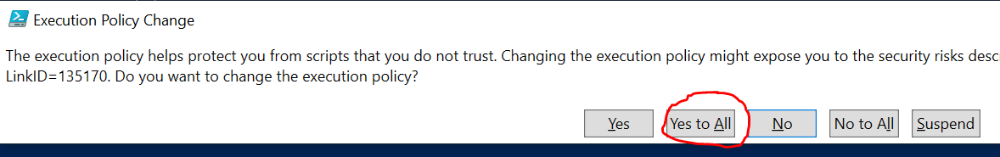 Execution Policy Change
The execution policy helps protect you from scripts that you do not trust. Changing the execution policy might expose you to the security risks desc
LinkID=135170. Do you want to change the execution policy?
Yes Yes to All No No to All Suspend